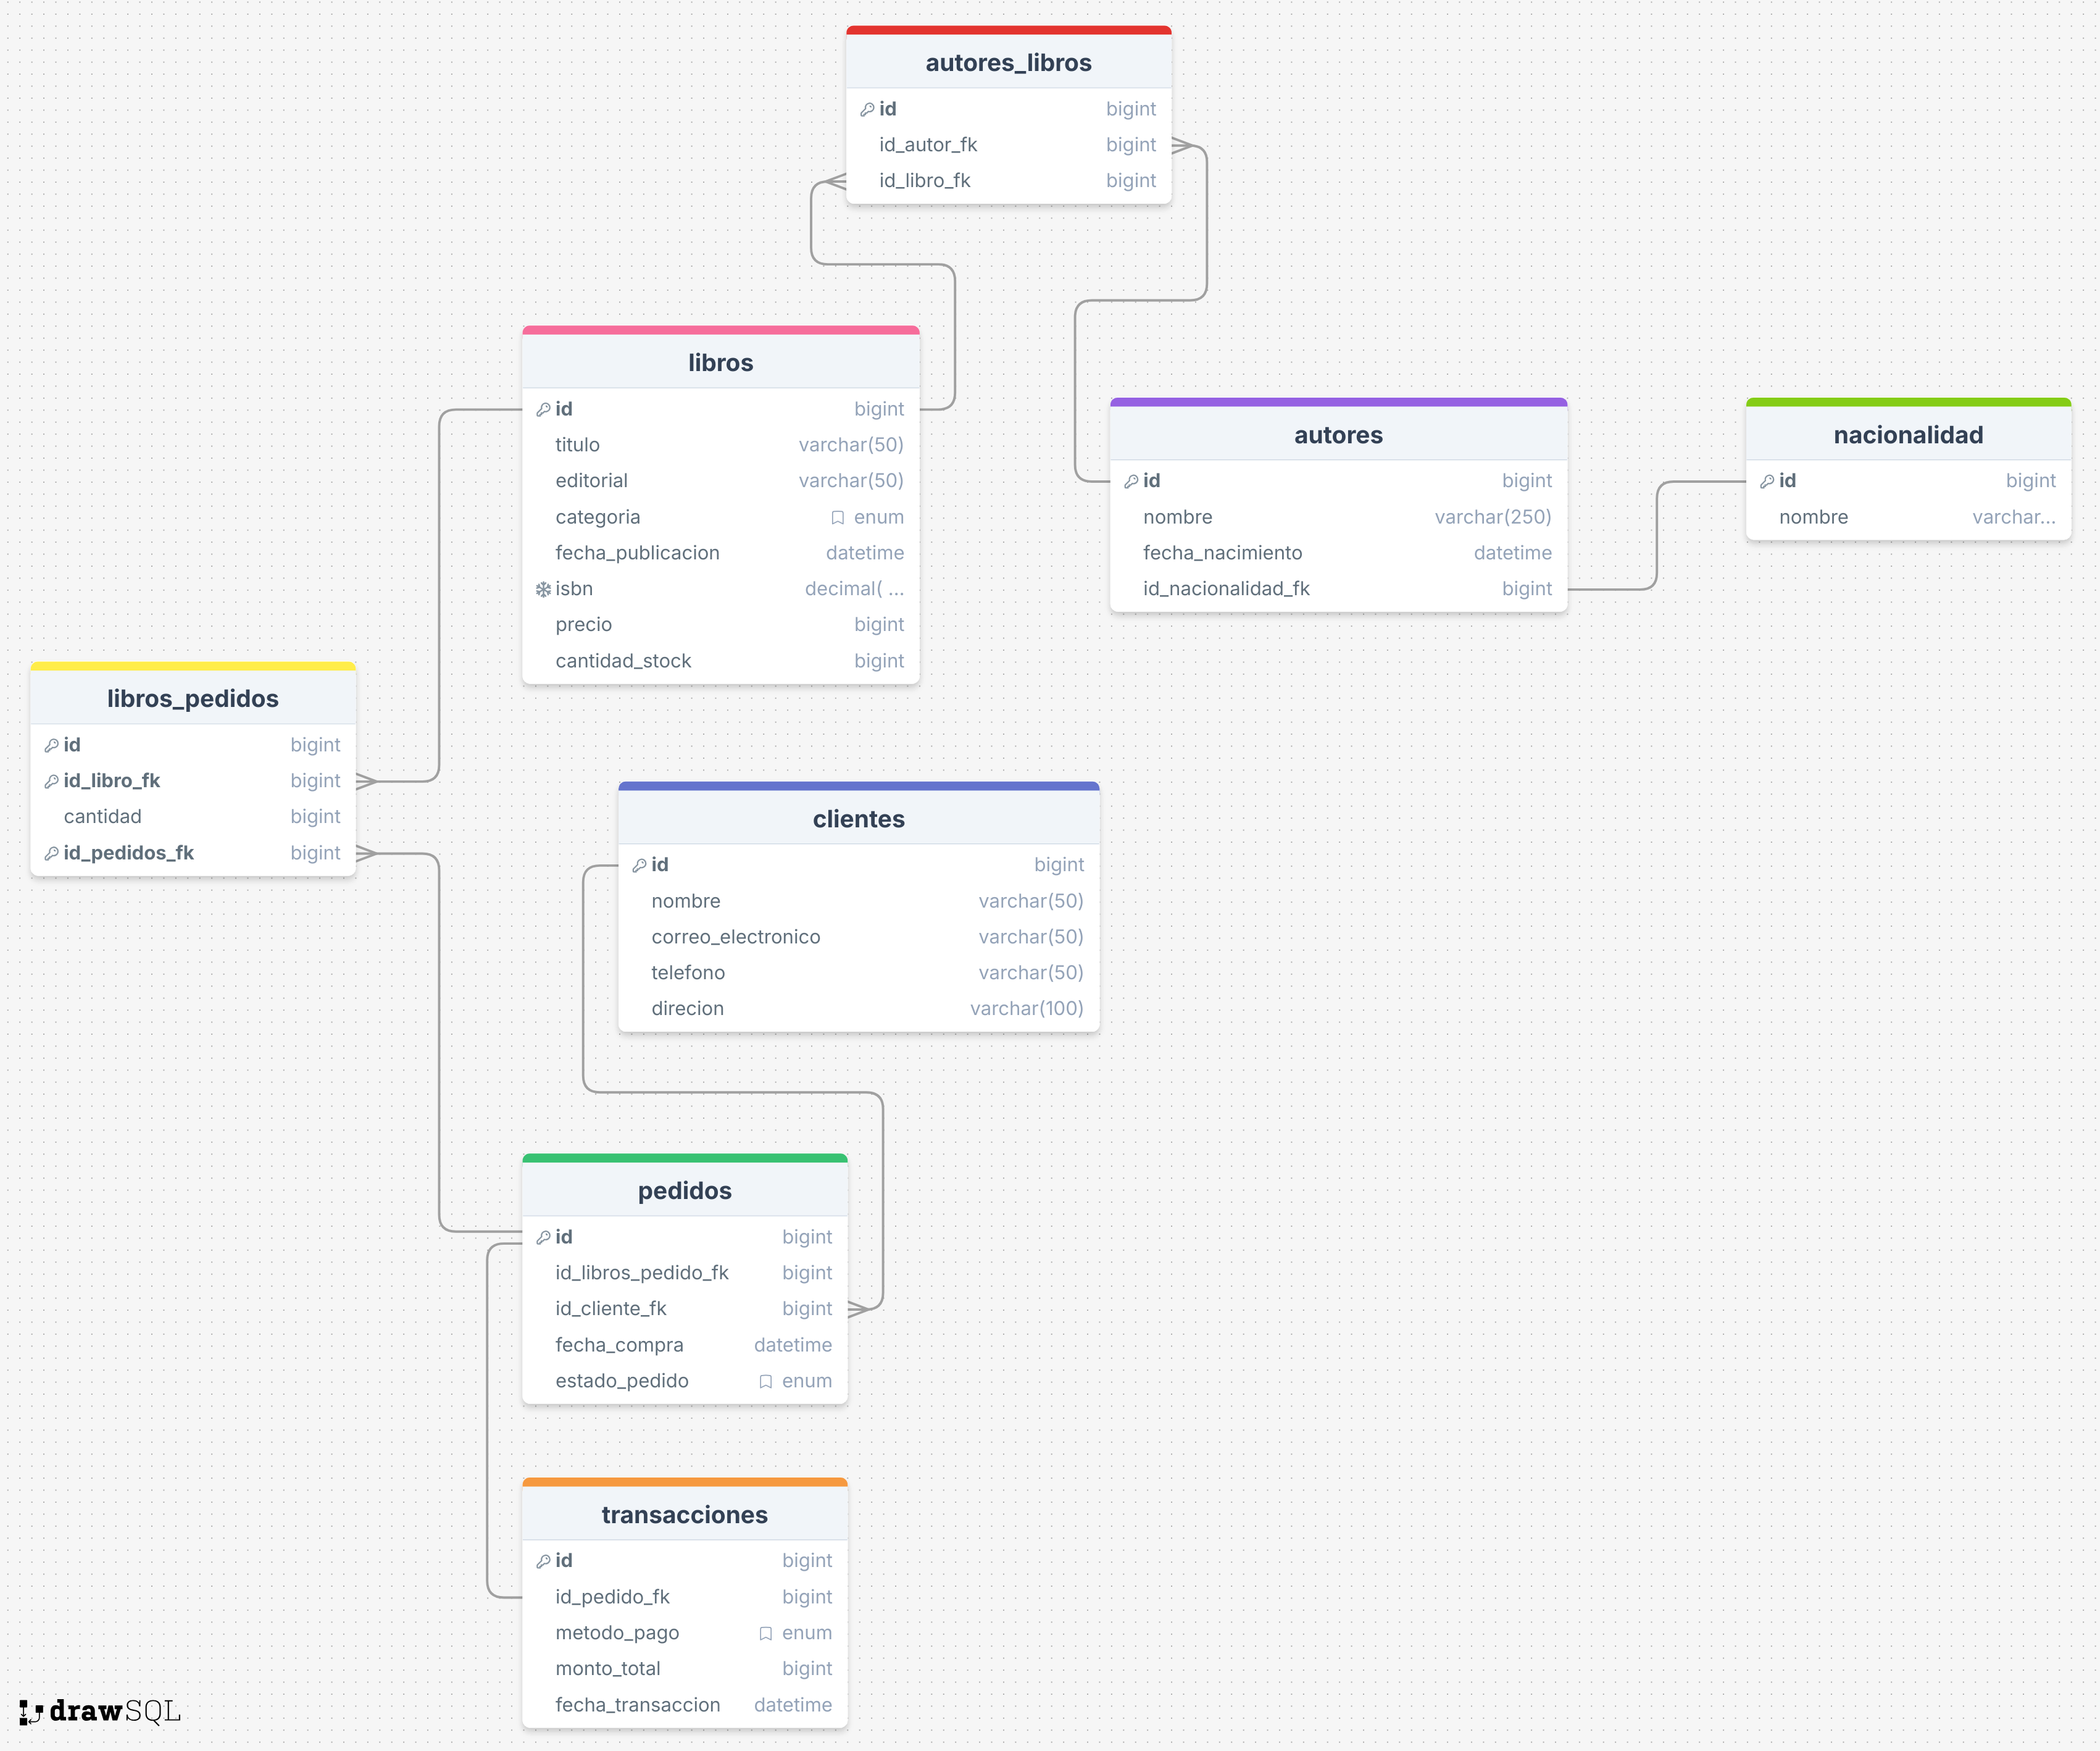 autores_libros
id bigint
id_autor_fk bigint
id_libro_fk bigint
libros
id bigint
titulo varchar(50)
editorial varchar(50)
categoria enum
fecha_publicacion datetime
isbn decimal( ...
precio bigint
cantidad_stock bigint
autores
id bigint
nombre varchar(250)
fecha_nacimiento datetime
id_nacionalidad_fk bigint
nacionalidad
id bigint
nombre varchar...
libros_pedidos
id bigint
id_libro_fk bigint
cantidad bigint
id_pedidos_fk bigint
clientes
id bigint
nombre varchar(50)
correo_electronico varchar(50)
telefono varchar(50)
direcion varchar(100)
pedidos
id bigint
id_libros_pedido_fk bigint
id_cliente_fk bigint
fecha_compra datetime
estado_pedido enum
transacciones
id bigint
id_pedido_fk bigint
metodo_pago enum
monto_total bigint
fecha_transaccion datetime
drawSQL